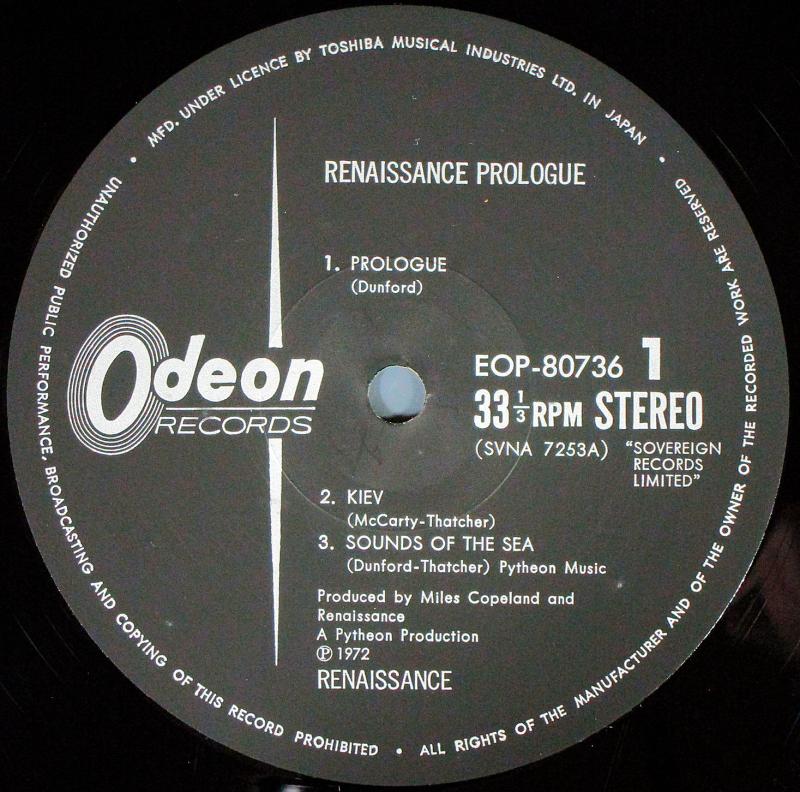 MFD. UNDER LICENCE BY TOSHIBA MUSICAL INDUSTRIES LTD. IN JAPAN
RENAISSANCE PROLOGUE
1. PROLOGUE
(Dunford)
Odeon
RECORDS
EOP-80736 1
33 1/3 RPM STEREO
(SVNA 7253A) "SOVEREIGN
RECORDS
LIMITED"
2. KIEV
(McCarty-Thatcher)
3. SOUNDS OF THE SEA
(Dunford-Thatcher) Pytheon Music
Produced by Miles Copeland and
Renaissance
A Pytheon Production
Ⓟ 1972
RENAISSANCE
UNAUTHORIZED PUBLIC PERFORMANCE, BROADCASTING AND COPYING OF THIS RECORD PROHIBITED • ALL RIGHTS OF THE MANUFACTURER AND OF THE OWNER OF THE RECORDED WORK ARE RESERVED